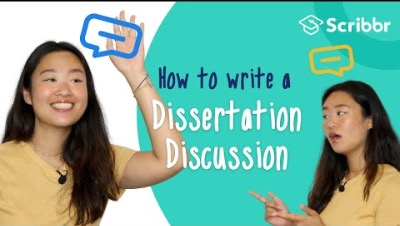 Scribbr
How to write a
Dissertation
Discussion